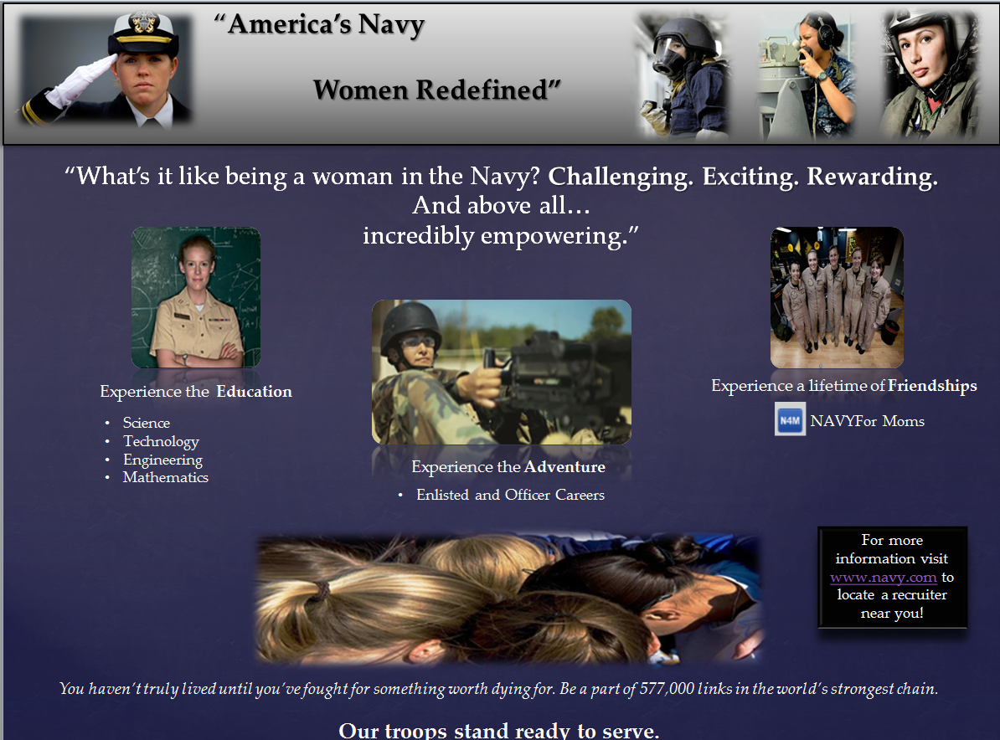 “America’s Navy
Women Redefined”
“What’s it like being a woman in the Navy? Challenging. Exciting. Rewarding.
And above all…
incredibly empowering.”
Experience the Education
• Science
• Technology
• Engineering
• Mathematics
Experience the Adventure
• Enlisted and Officer Careers
Experience a lifetime of Friendships
N4M NAVYFor Moms
For more
information visit
www.navy.com to
locate a recruiter
near you!
You haven’t truly lived until you’ve fought for something worth dying for. Be a part of 577,000 links in the world’s strongest chain.
Our troops stand ready to serve.